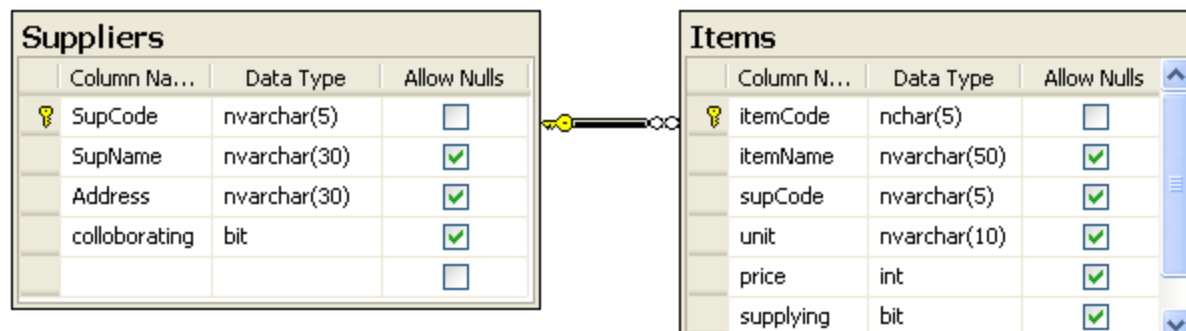 Suppliers
Column Na... Data Type Allow Nulls
SupCode nvarchar(5)
SupName nvarchar(30)
Address nvarchar(30)
colloborating bit
Items
Column N... Data Type Allow Nulls
itemCode nchar(5)
itemName nvarchar(50)
supCode nvarchar(5)
unit nvarchar(10)
price int
supplying bit